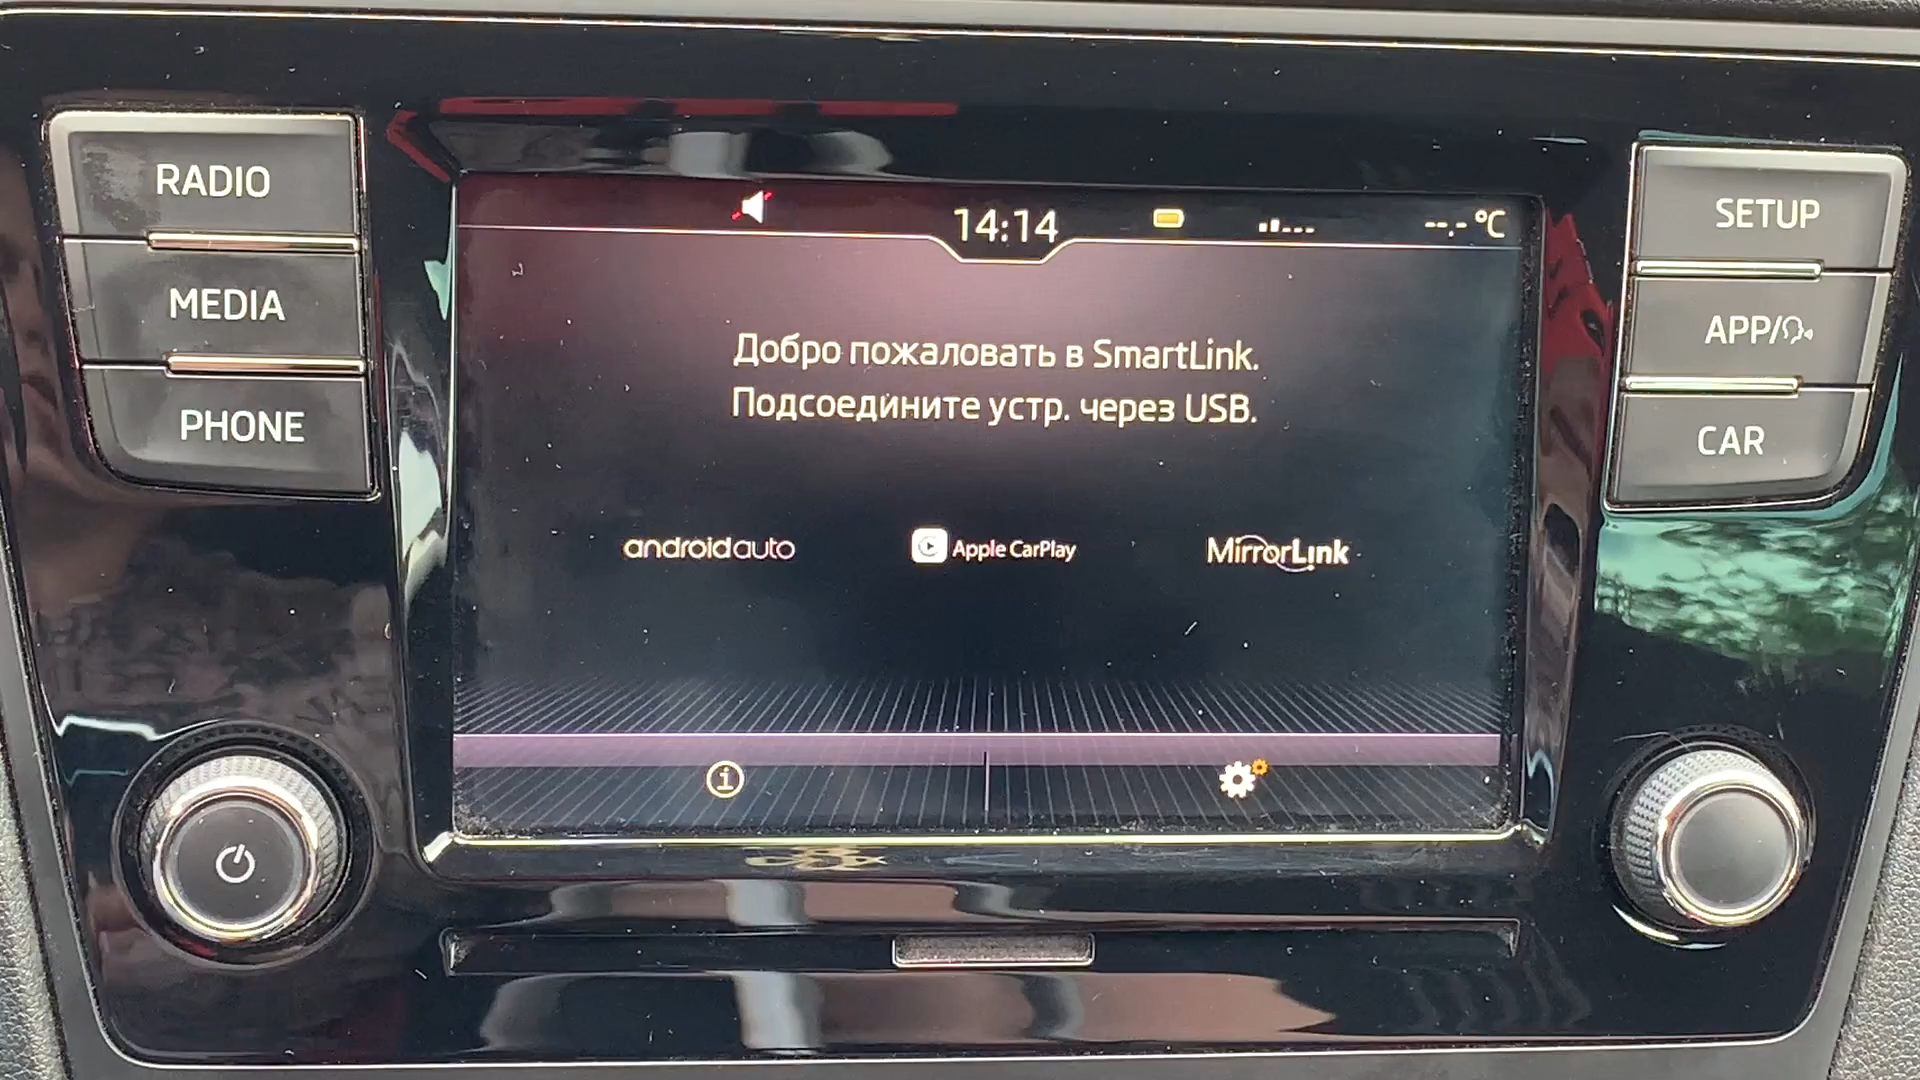 RADIO
MEDIA
PHONE
14:14
--.-°C
Добро пожаловать в SmartLink.
Подсоедините устр. через USB.
androidauto
Apple CarPlay
MirrorLink
SETUP
APP/
CAR